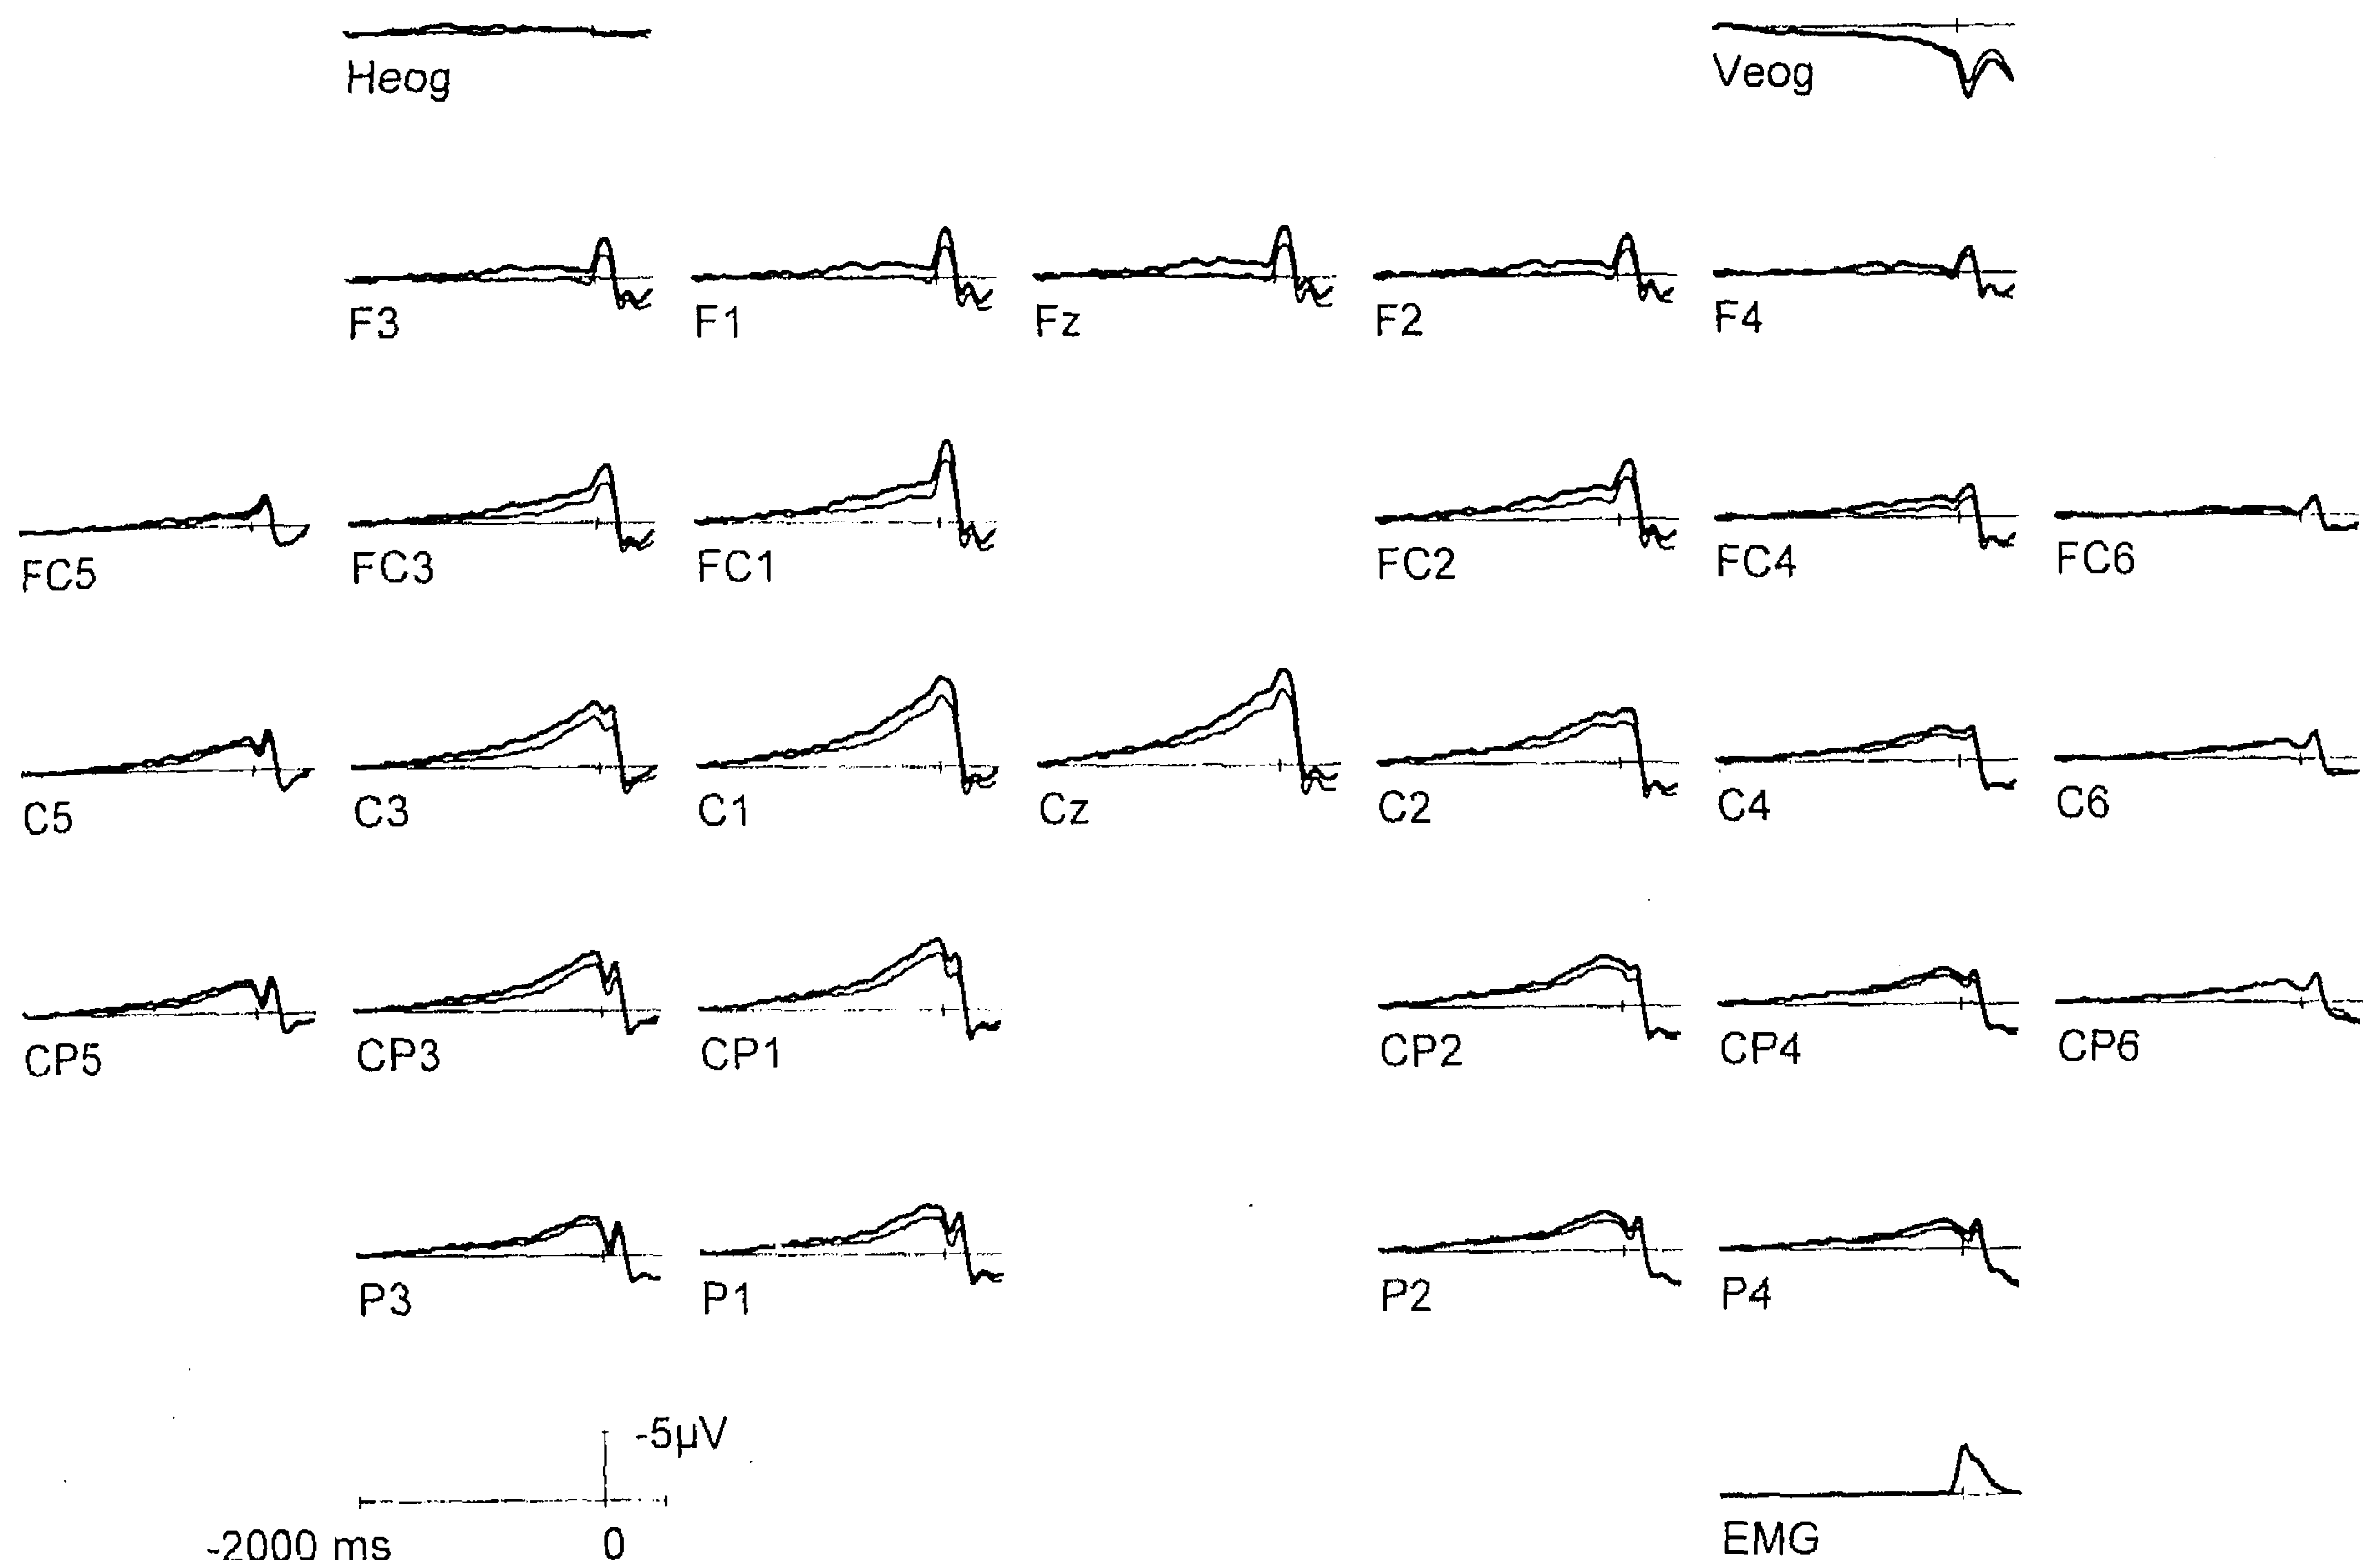 Heog Veog
F3 F1 Fz F2 F4
FC5 FC3 FC1 FC2 FC4 FC6
C5 C3 C1 Cz C2 C4 C6
CP5 CP3 CP1 CP2 CP4 CP6
P3 P1 P2 P4
-5µV
-2000 ms 0 EMG